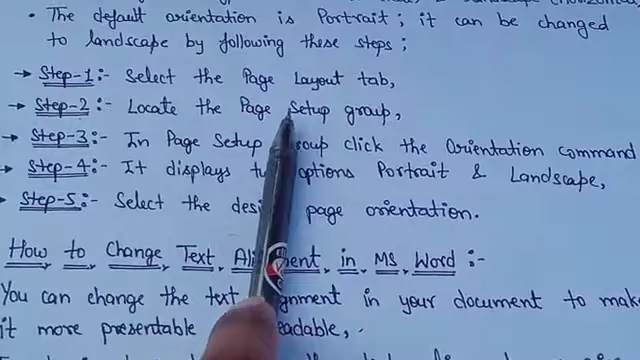 • The default orientation is Portrait; it can be changed
to landscape by following these steps;
→ Step-1:- Select the Page Layout tab,
→ Step-2:- Locate the Page Setup group,
→ Step-3:- In Page Setup group click the Orientation command
→ Step-4:- It displays options Portrait & Landscape,
Step-5:- Select the page orientation.
How to Change Text Alignment in MS Word:-
You can change the text in your document to make
it more presentable